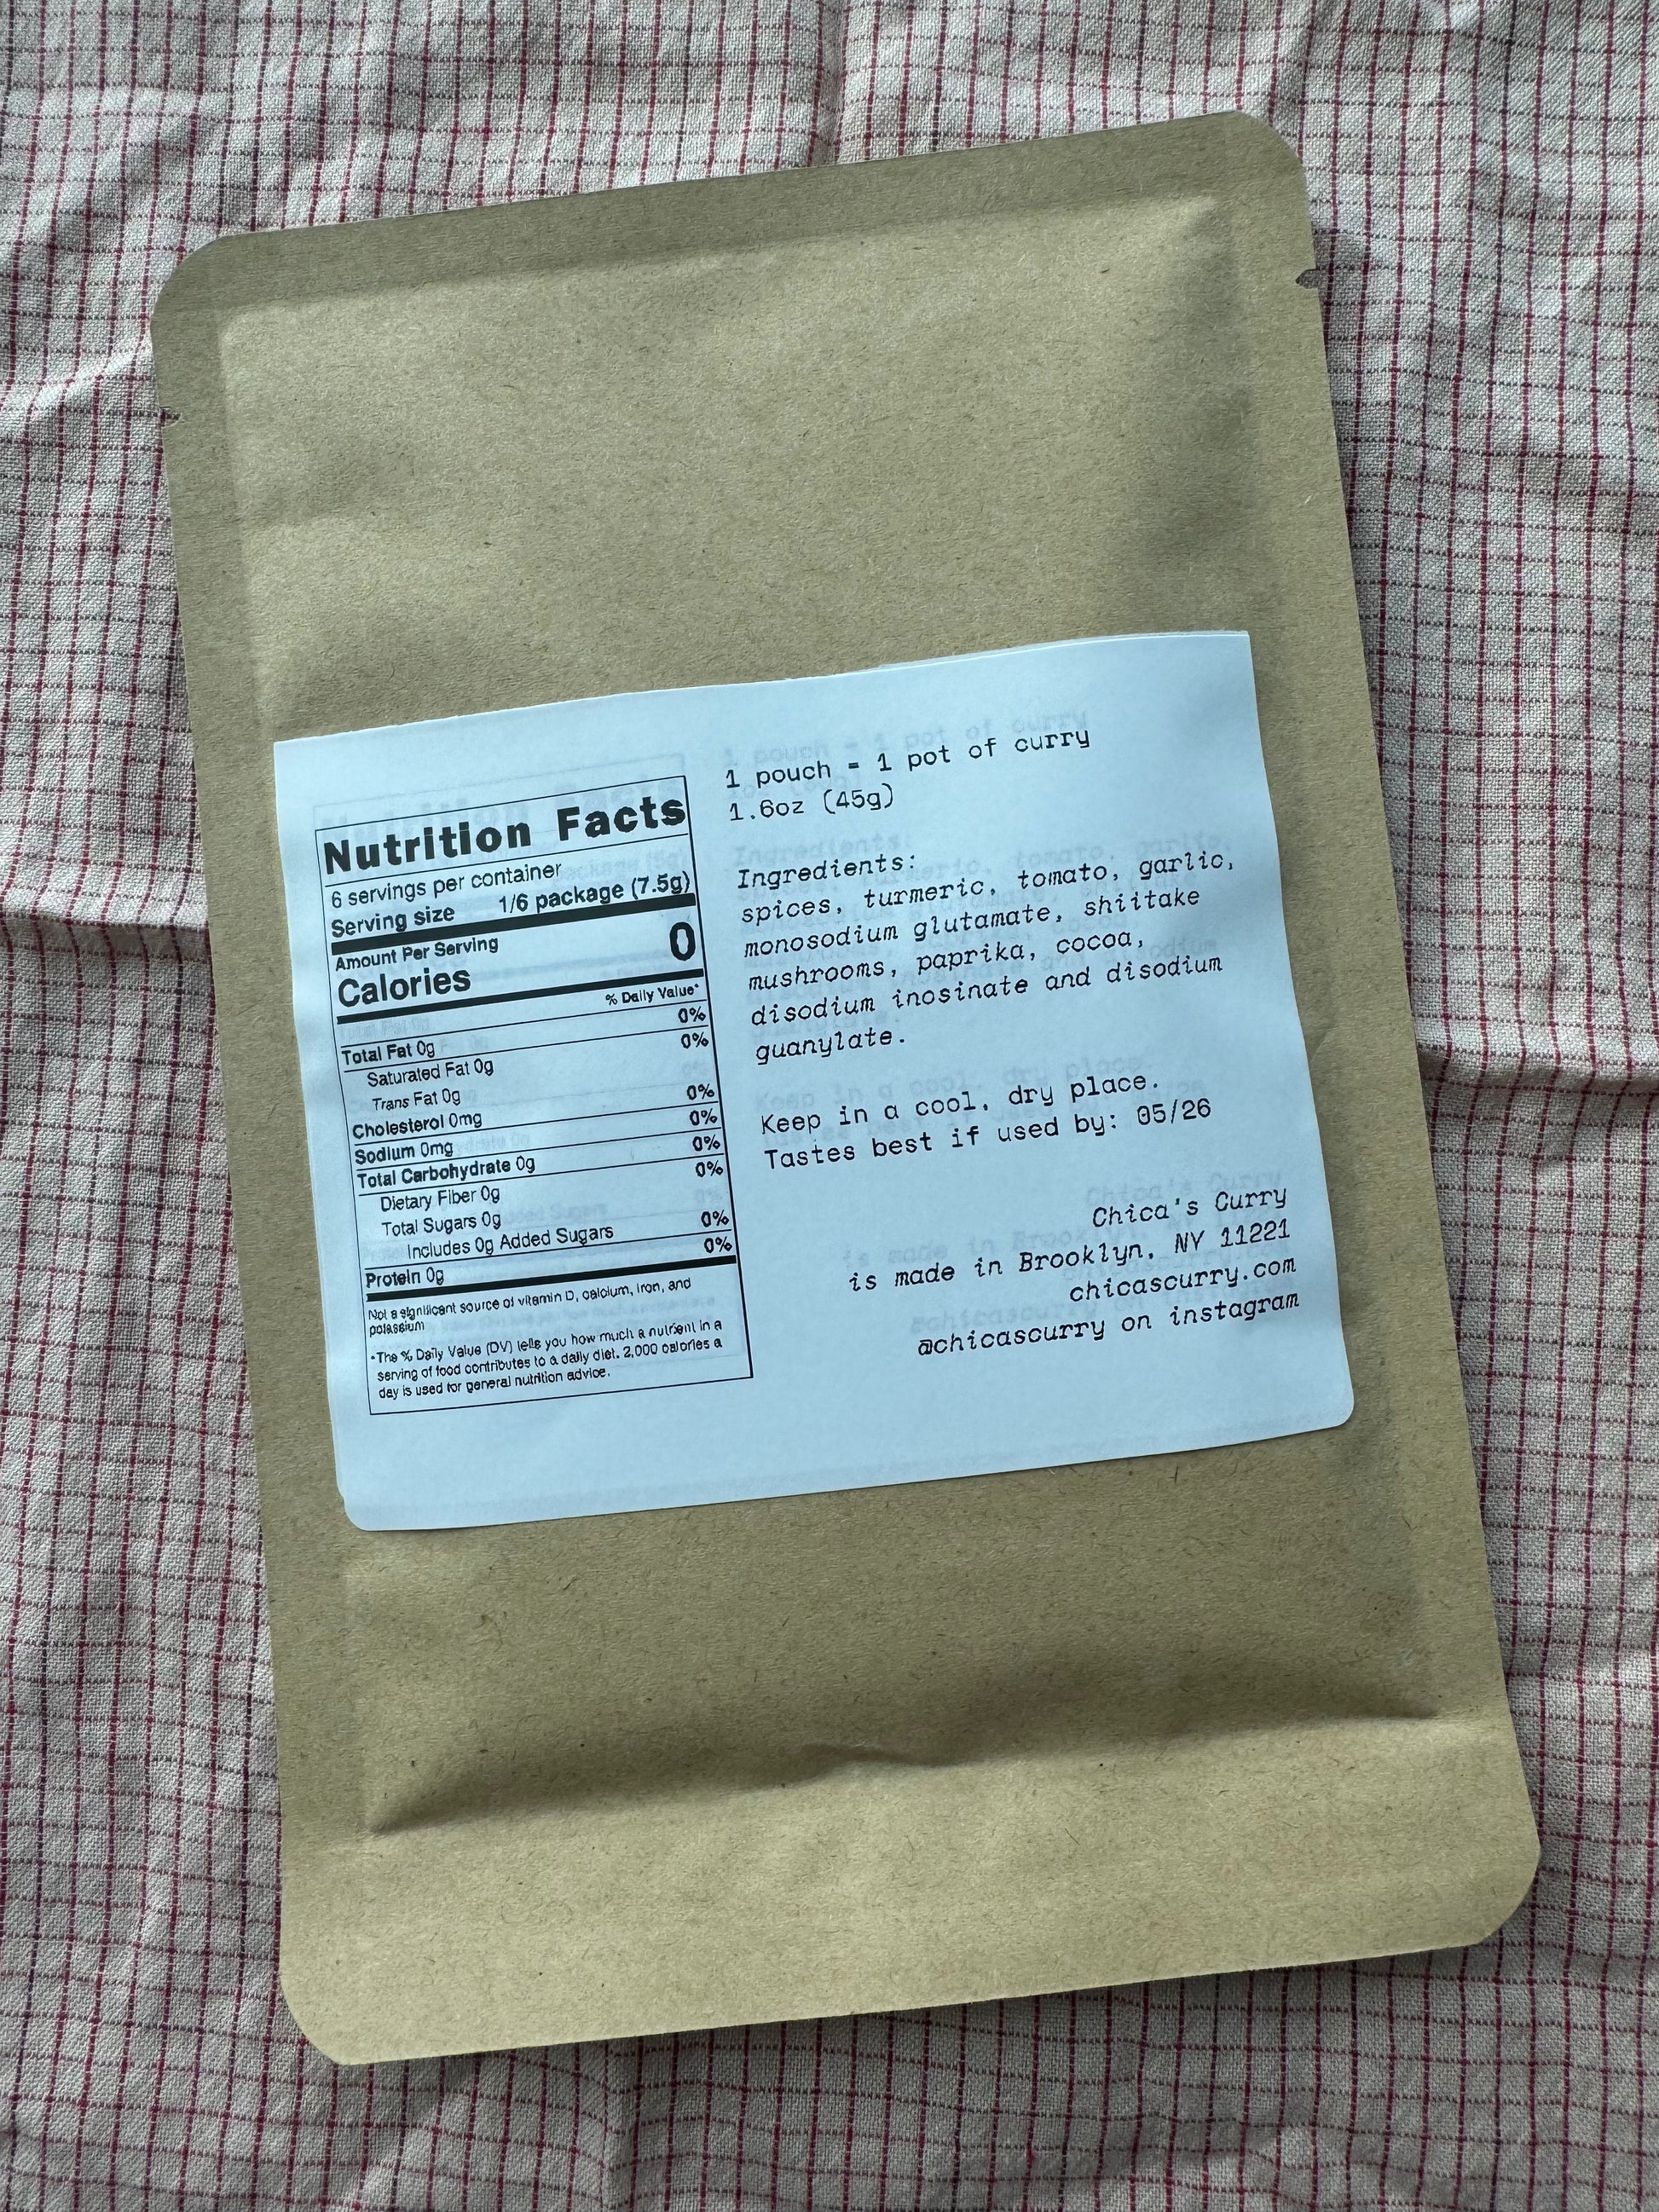 Nutrition Facts
6 servings per container
Serving size 1/6 package (7.5g)
Amount Per Serving
Calories 0
% Daily Value*
Total Fat 0g 0%
Saturated Fat 0g 0%
Trans Fat 0g
Cholesterol 0mg 0%
Sodium 0mg 0%
Total Carbohydrate 0g 0%
Dietary Fiber 0g 0%
Total Sugars 0g
Includes 0g Added Sugars 0%
Protein 0g 0%
Not a significant source of vitamin D, calcium, iron, and
potassium
*The % Daily Value (DV) tells you how much a nutrient in a
serving of food contributes to a daily diet. 2,000 calories a
day is used for general nutrition advice.
1 pouch = 1 pot of curry
1.6oz (45g)
Ingredients:
spices, turmeric, tomato, garlic,
monosodium glutamate, shiitake
mushrooms, paprika, cocoa,
disodium inosinate and disodium
guanylate.
Keep in a cool, dry place.
Tastes best if used by: 05/26
Chica's Curry
is made in Brooklyn, NY 11221
chicascurry.com
@chicascurry on instagram